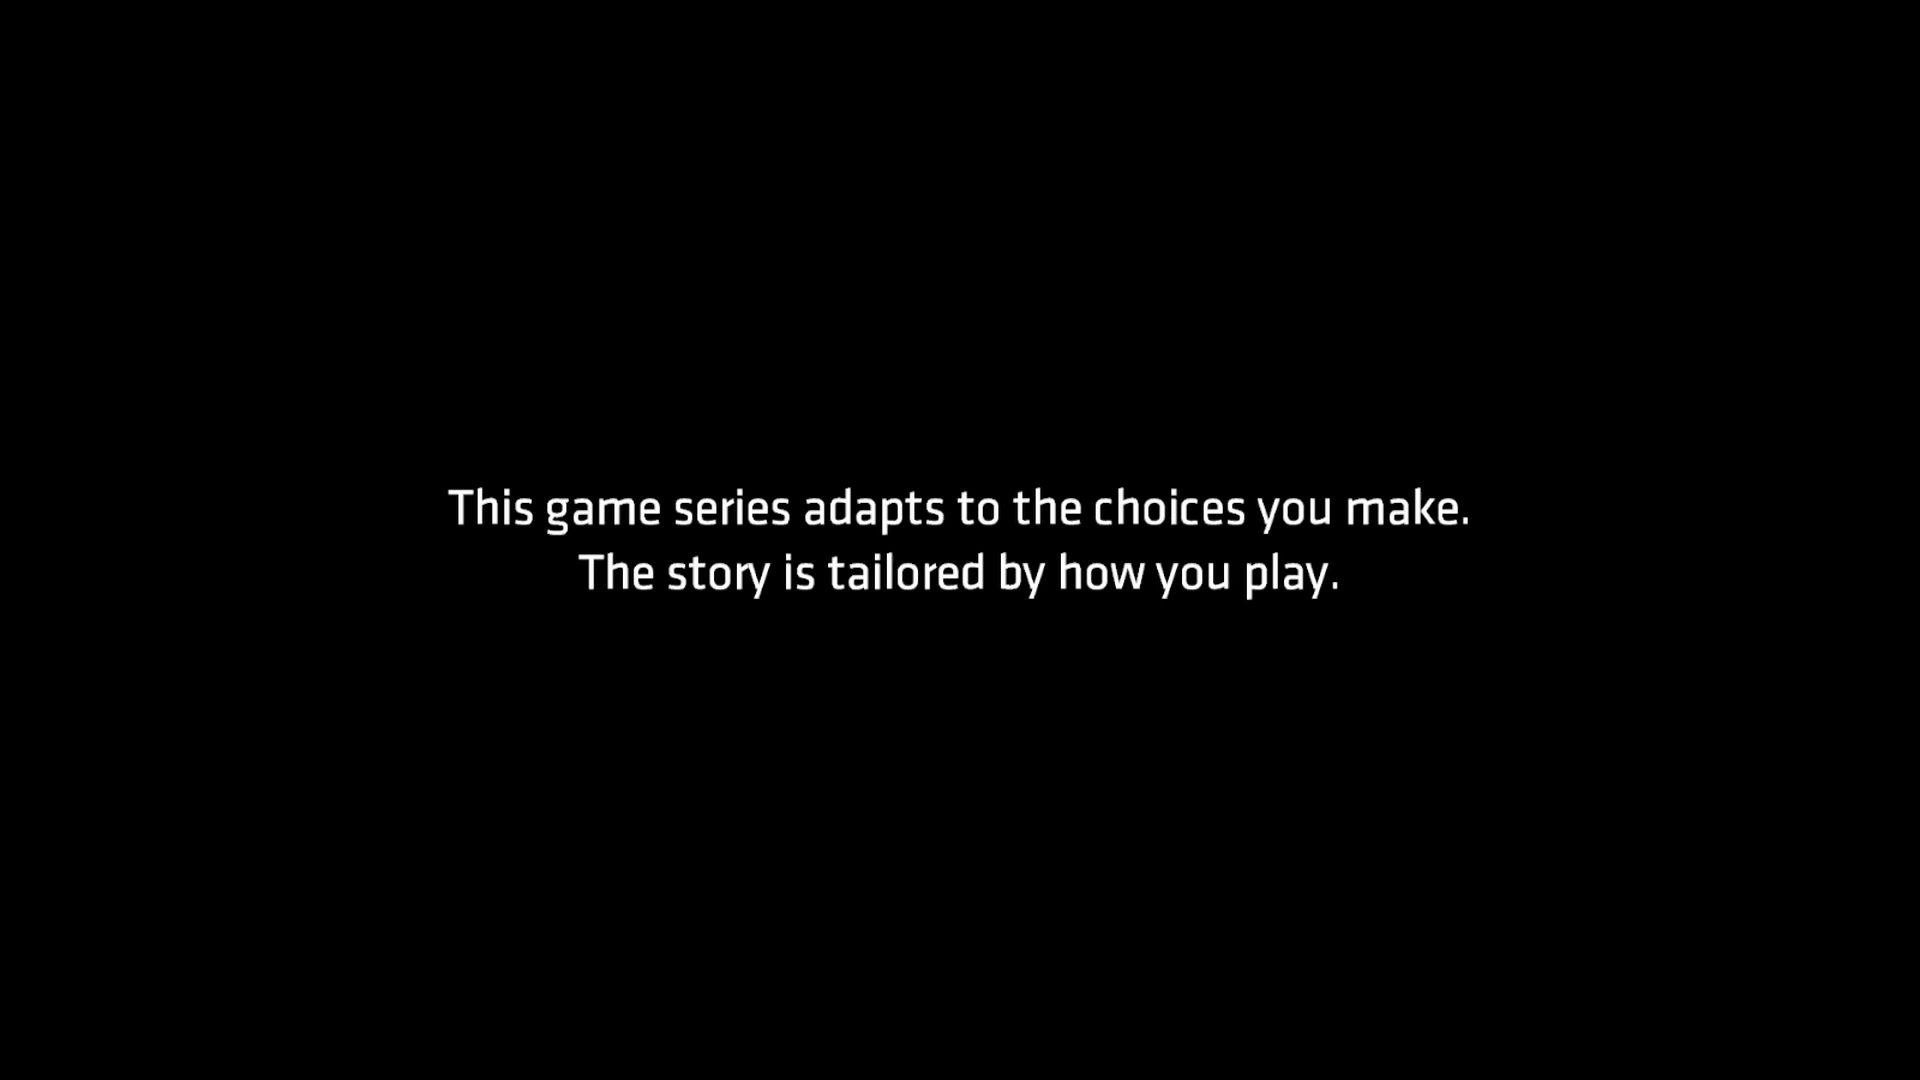 This game series adapts to the choices you make.
The story is tailored by how you play.